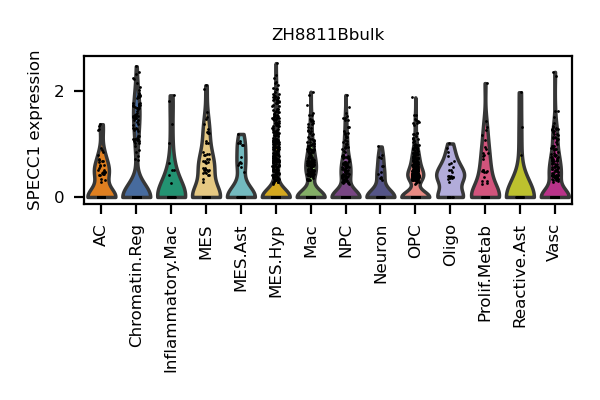 ZH8811Bbulk
SPECC1 expression
2
0
AC
Chromatin.Reg
Inflammatory.Mac
MES
MES.Ast
MES.Hyp
Mac
NPC
Neuron
OPC
Oligo
Prolif.Metab
Reactive.Ast
Vasc